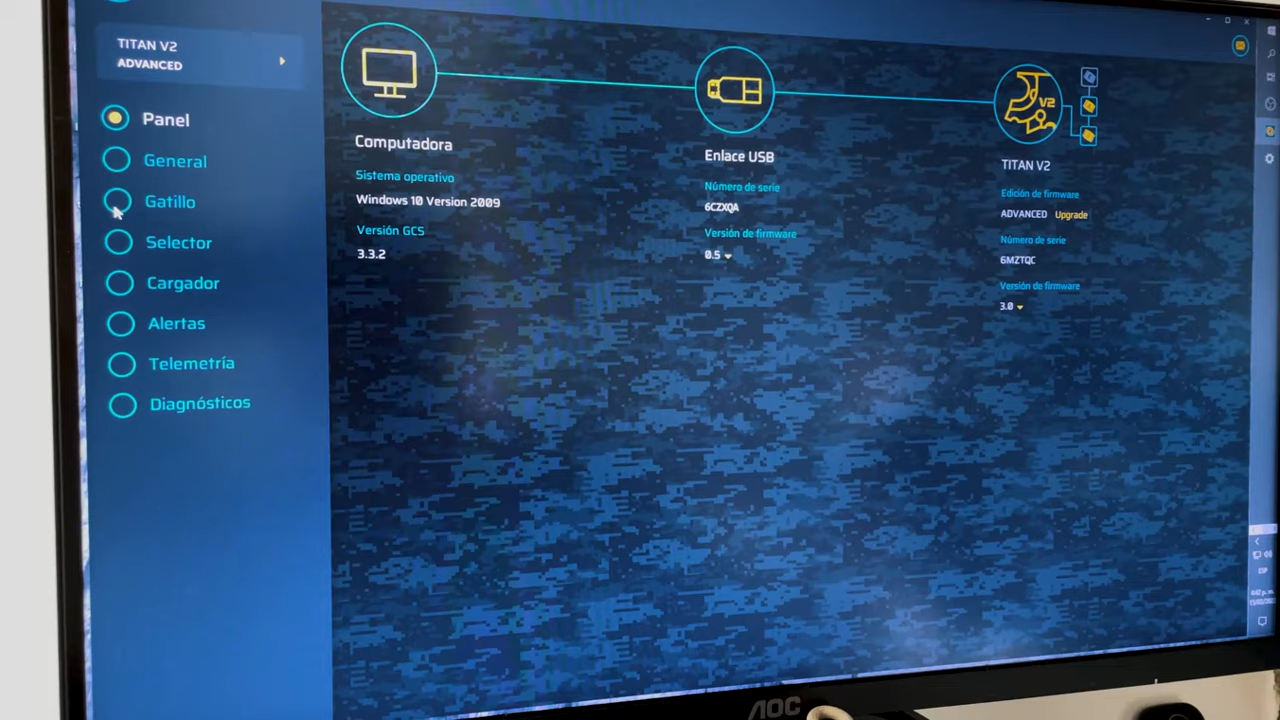 TITAN V2
ADVANCED
Panel
General
Gatillo
Selector
Cargador
Alertas
Telemetría
Diagnósticos
Computadora
Sistema operativo
Windows 10 Version 2009
Versión GCS
3.3.2
Enlace USB
Número de serie
6CZXQA
Versión de firmware
0.5
V2
TITAN V2
Edición de firmware
ADVANCED Upgrade
Número de serie
6MZTQC
Versión de firmware
3.0
ESP
AOC